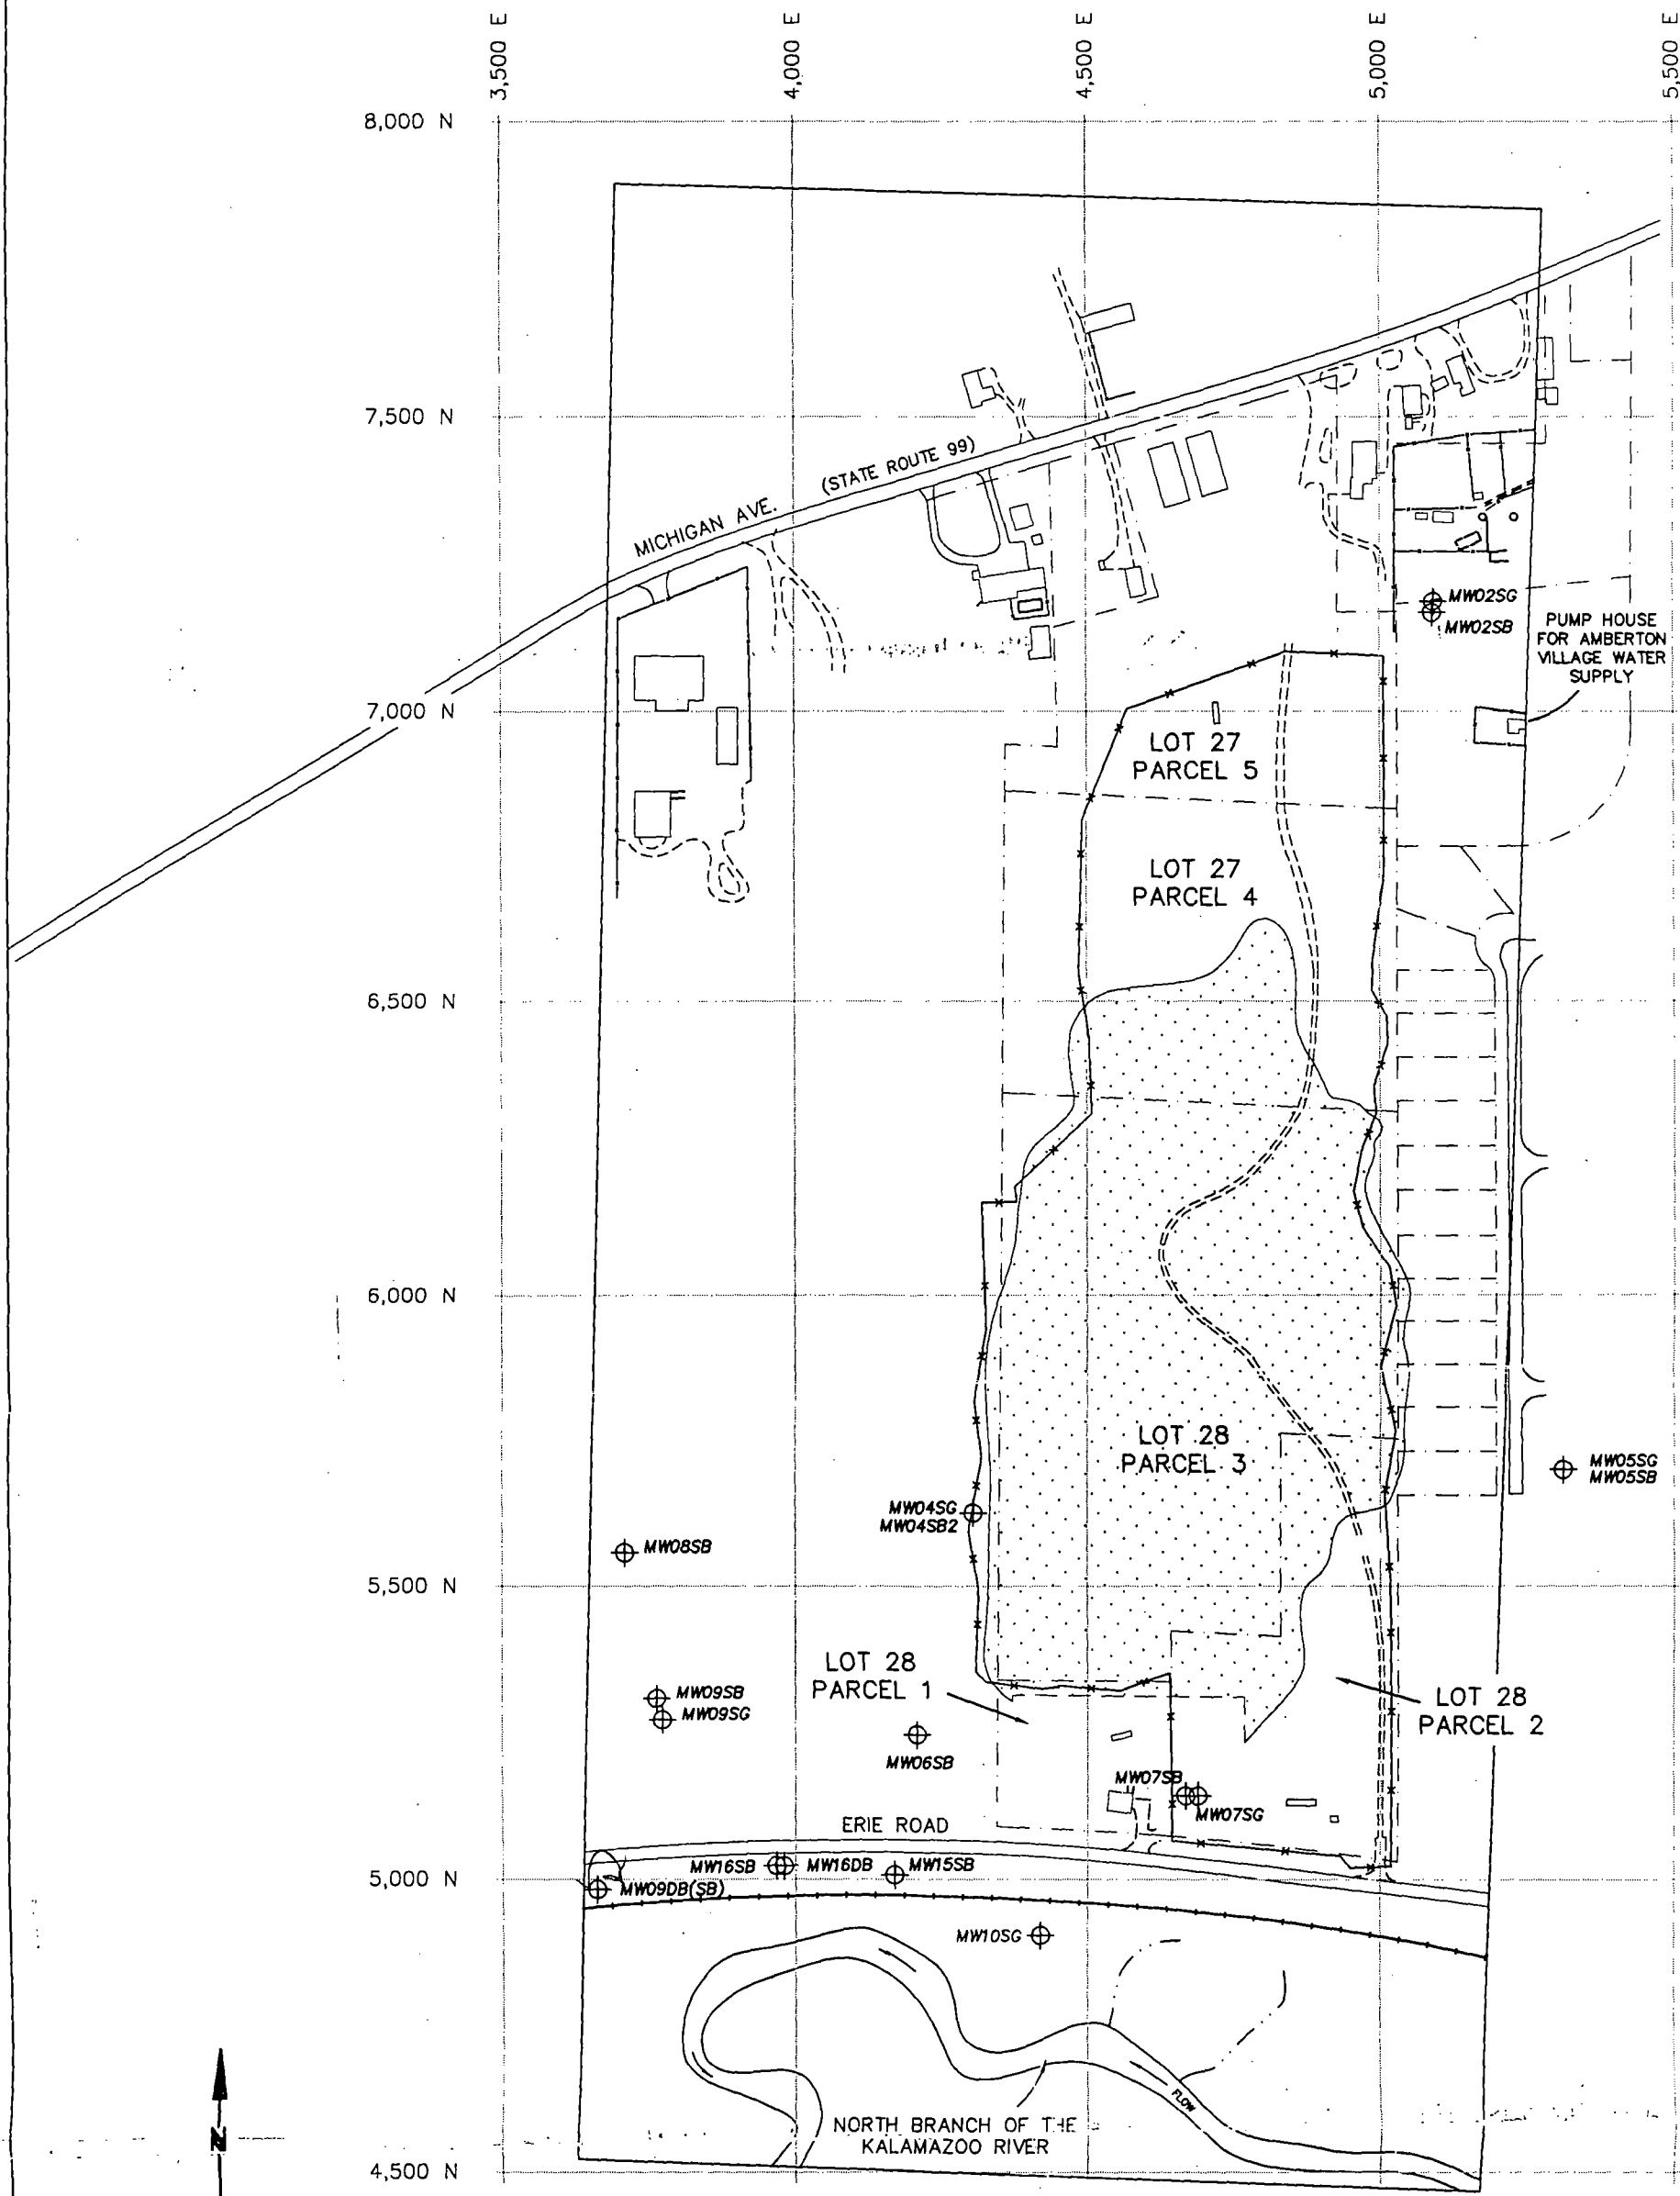 3,500 E
4,000 E
4,500 E
5,000 E
5,500 E
8,000 N
7,500 N
(STATE ROUTE 99)
MICHIGAN AVE.
MW02SG
MW02SB
PUMP HOUSE
FOR AMBERTON
VILLAGE WATER
SUPPLY
7,000 N
LOT 27
PARCEL 5
LOT 27
PARCEL 4
6,500 N
6,000 N
LOT 28
PARCEL 3
MW05SG
MW05SB
MW04SG
MW04SB2
MW08SB
5,500 N
LOT 28
PARCEL 1
MW09SB
MW09SG
LOT 28
PARCEL 2
MW06SB
MW07SB
MW07SG
ERIE ROAD
MW16SB
MW16DB
MW15SB
5,000 N
MW09DB(SB)
MW10SG
FLOW
NORTH BRANCH OF THE
KALAMAZOO RIVER
N
4,500 N